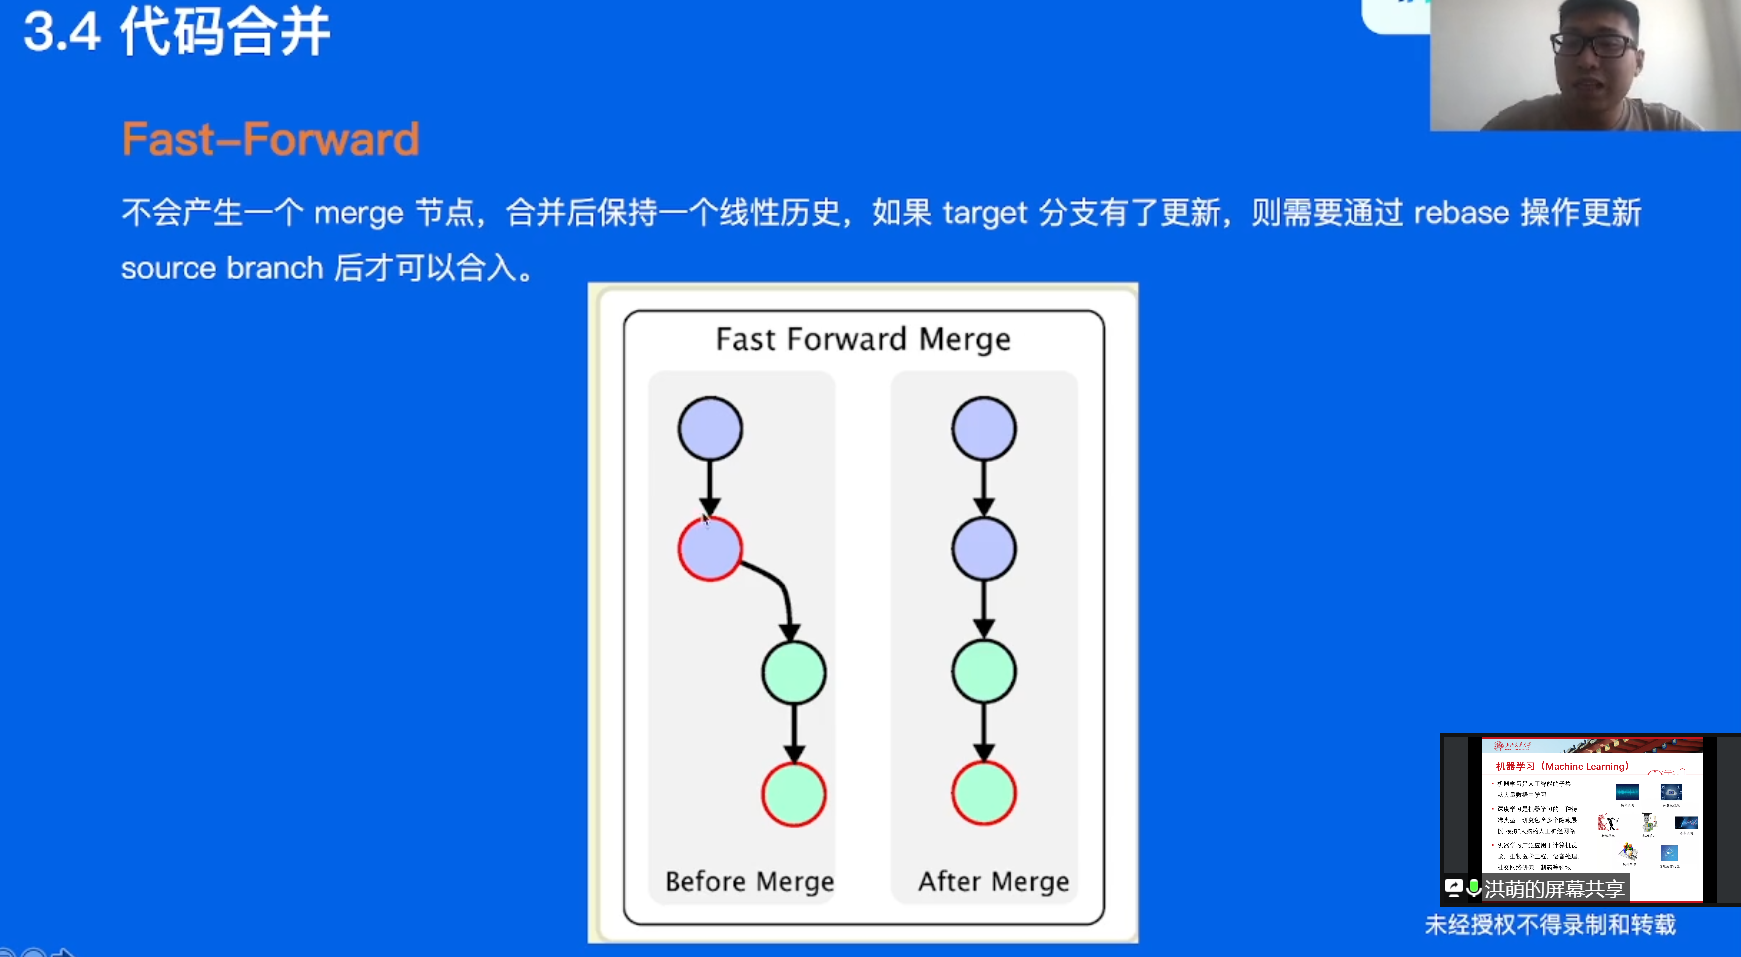 3.4 代码合并
Fast-Forward
不会产生一个 merge 节点，合并后保持一个线性历史，如果 target 分支有了更新，则需要通过 rebase 操作更新
source branch 后才可以合入。
Fast Forward Merge
Before Merge
After Merge
机器学习（Machine Learning）
洪萌的屏幕共享
未经授权不得录制和转载